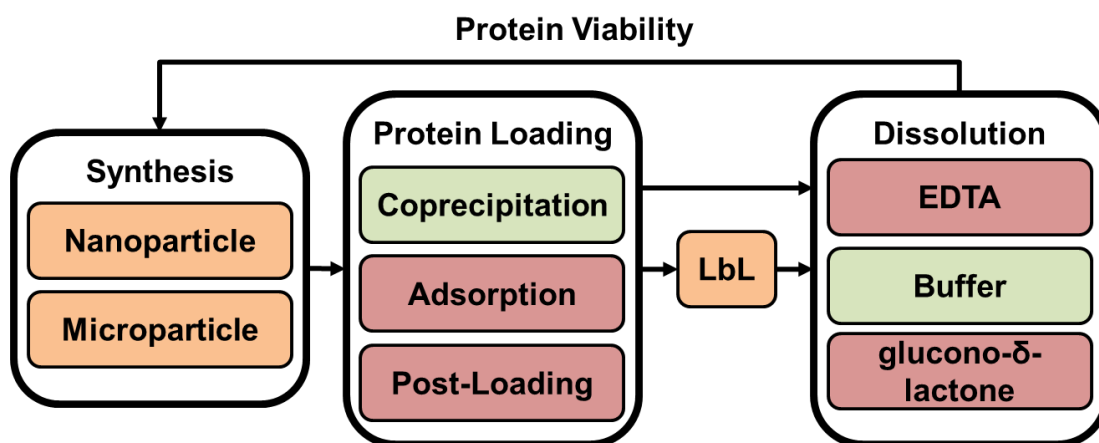 Protein Viability
Synthesis
Nanoparticle
Microparticle
Protein Loading
Coprecipitation
Adsorption
Post-Loading
LbL
Dissolution
EDTA
Buffer
glucono-δ-
lactone